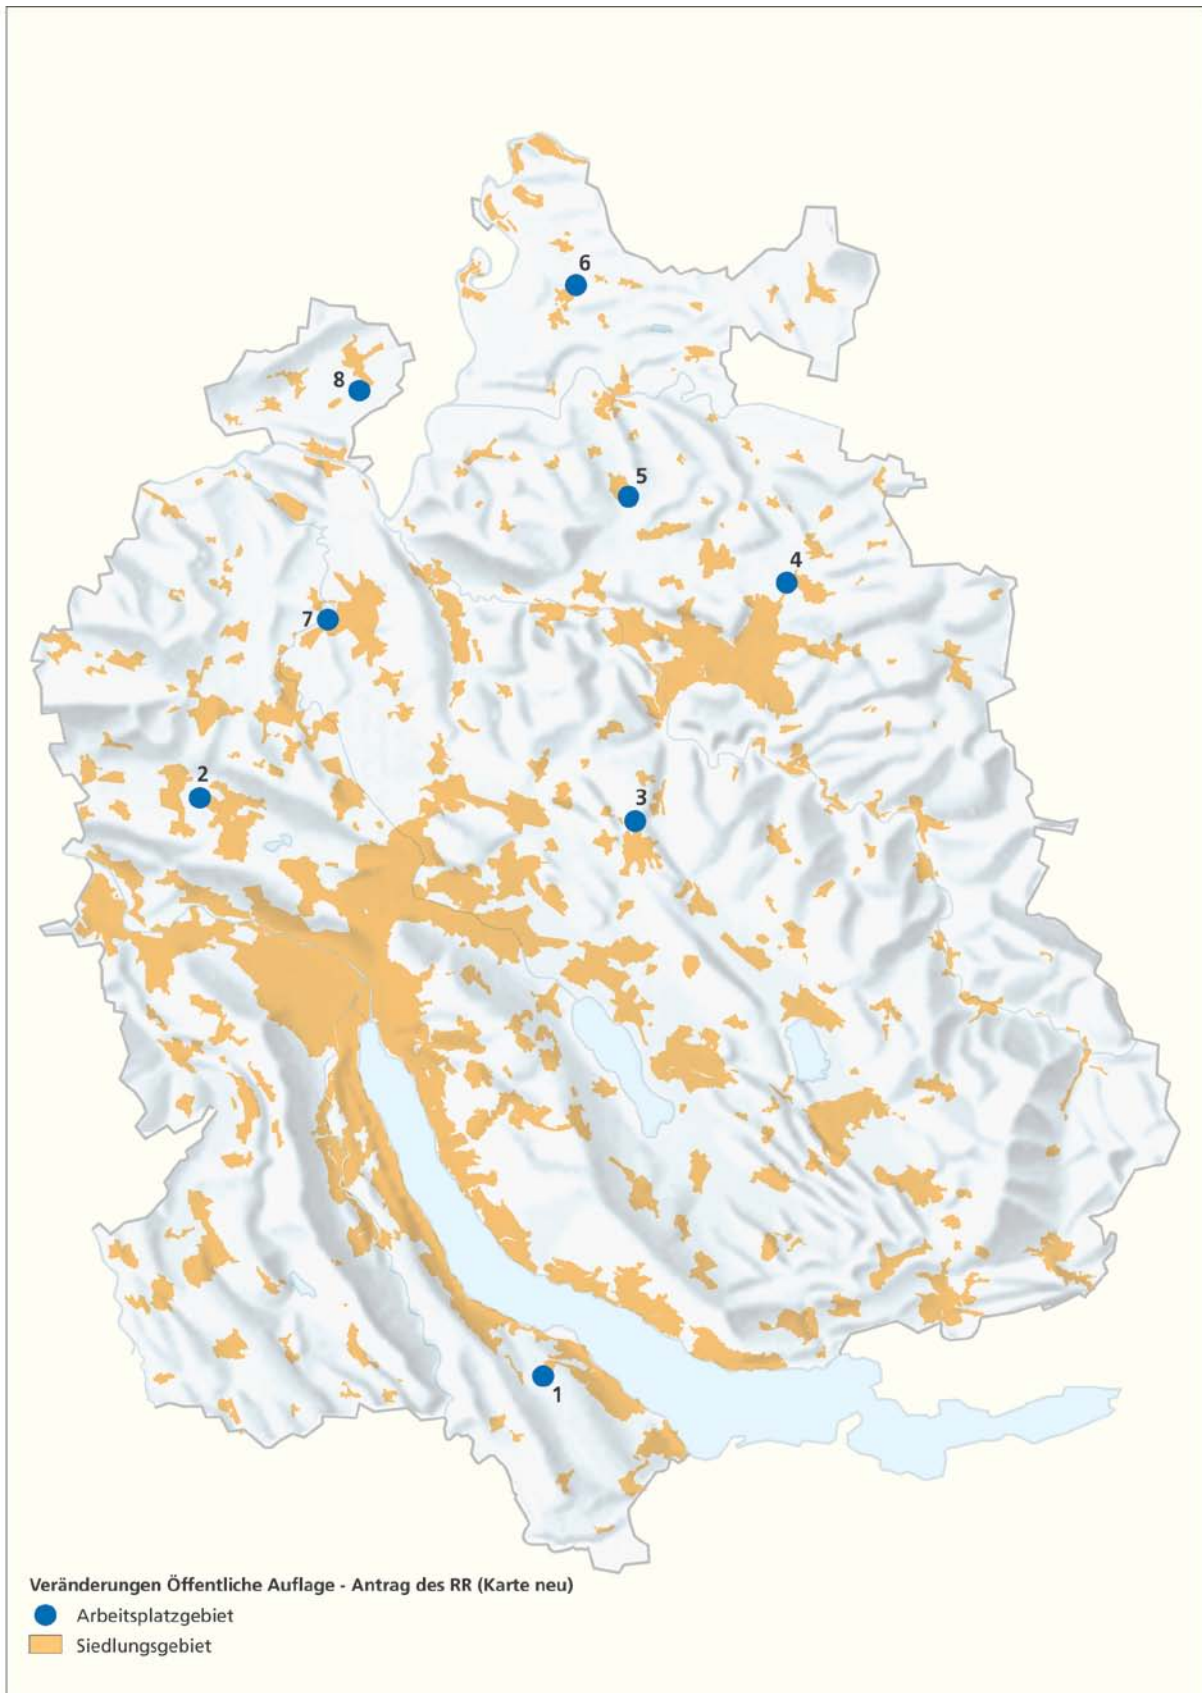 6
8
5
4
7
2
3
1
Veränderungen Öffentliche Auflage - Antrag des RR (Karte neu)
Arbeitsplatzgebiet
Siedlungsgebiet